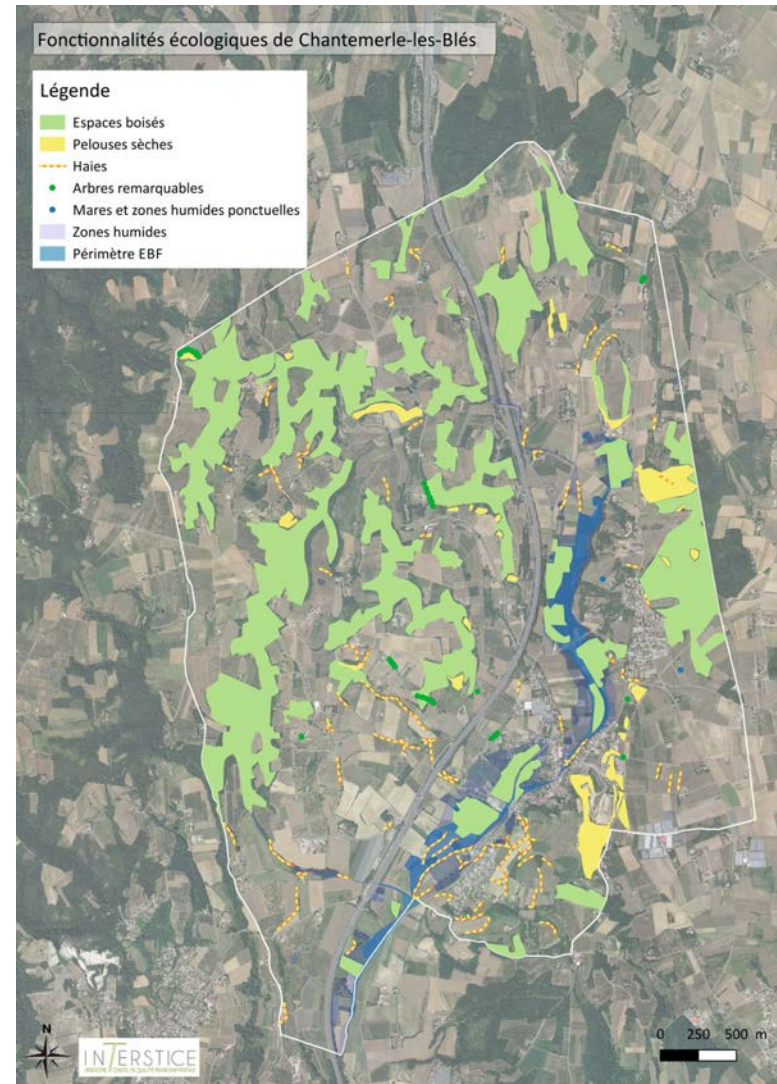 Fonctionnalités écologiques de Chantemerle-les-Blés
Légende
Espaces boisés
Pelouses sèches
Haies
Arbres remarquables
Mares et zones humides ponctuelles
Zones humides
Périmètre EBF
N
INTERSTICE
0 250 500 m